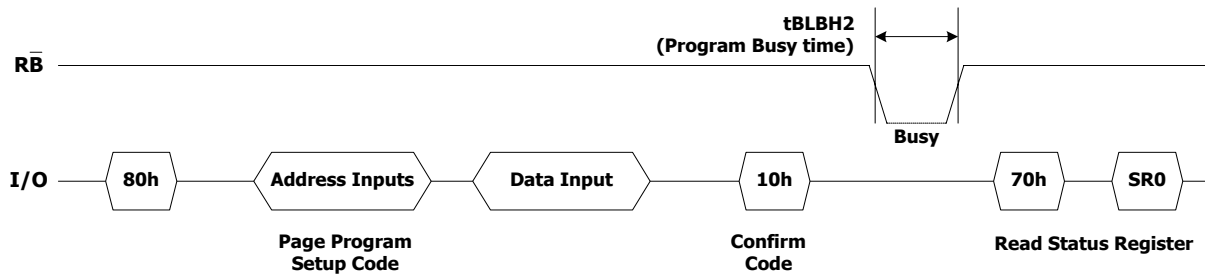 tBLBH2
(Program Busy time)
RB̅
Busy
I/O
80h
Address Inputs
Data Input
10h
70h
SR0
Page Program
Setup Code
Confirm
Code
Read Status Register